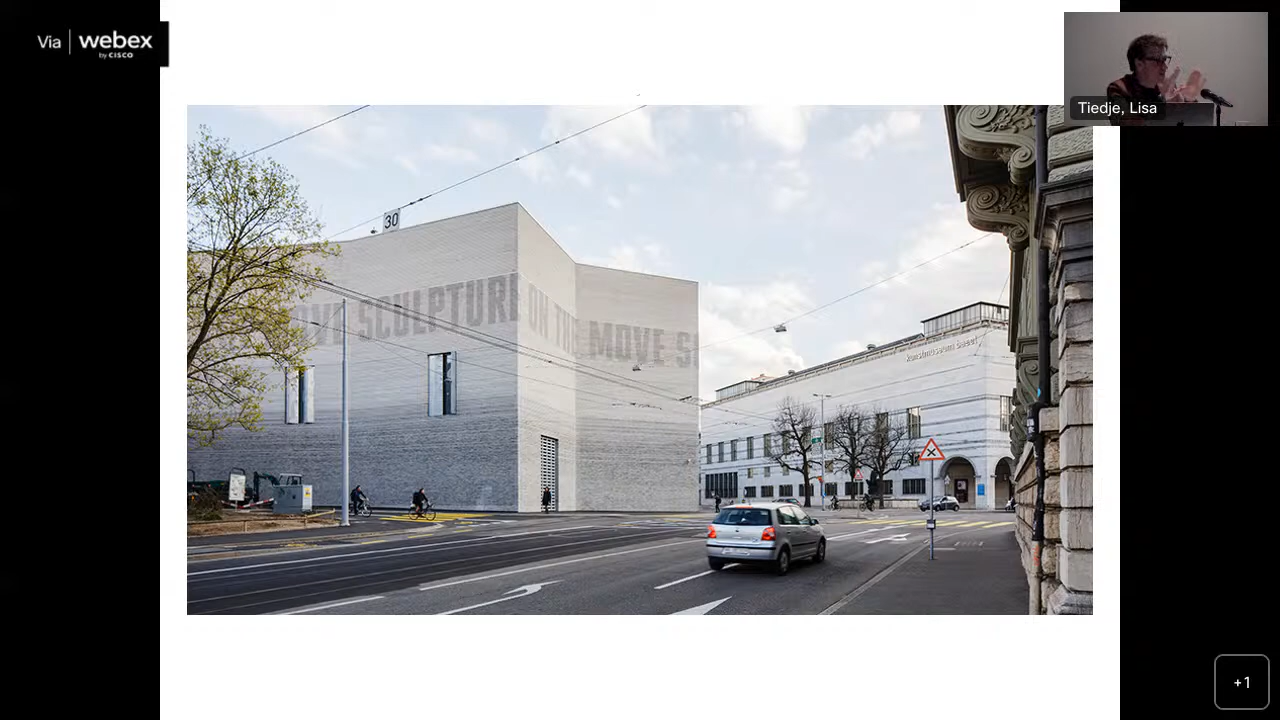 Via
webex
by CISCO
Tiedje, Lisa
30
SCULPTURE ON THE MOVE S
kunstmuseum basel
+1